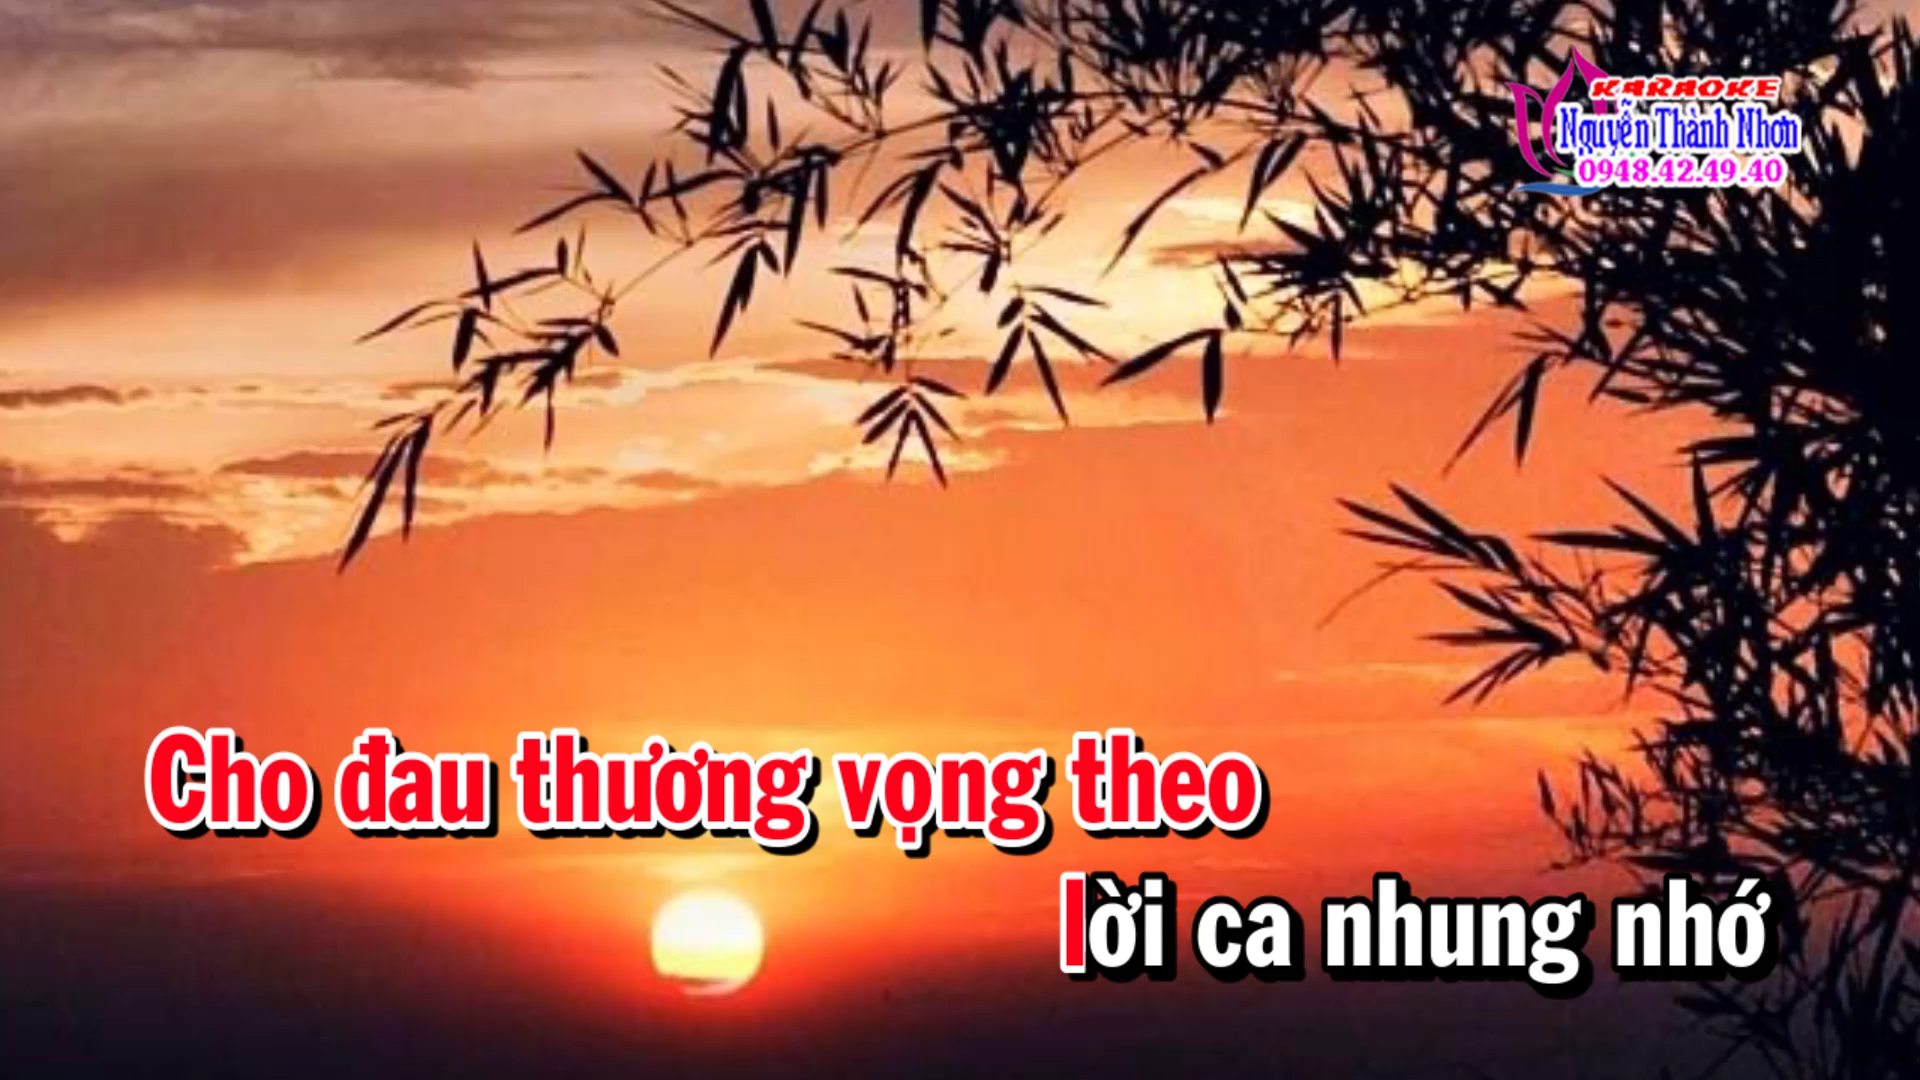 KARAOKE
Nguyễn Thành Nhơn
0948.42.49.40
Cho đau thương vọng theo
lời ca nhung nhớ